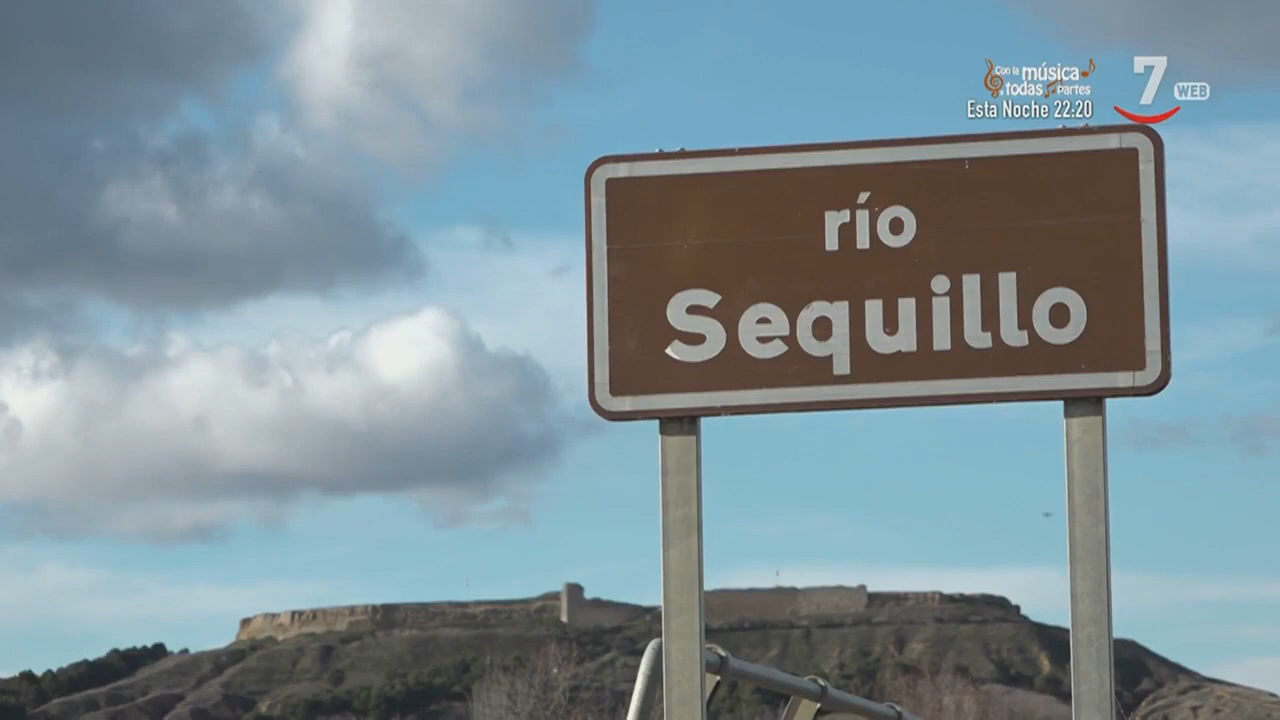 Con la música
a todas partes
Esta Noche 22:20
7
WEB
río
Sequillo